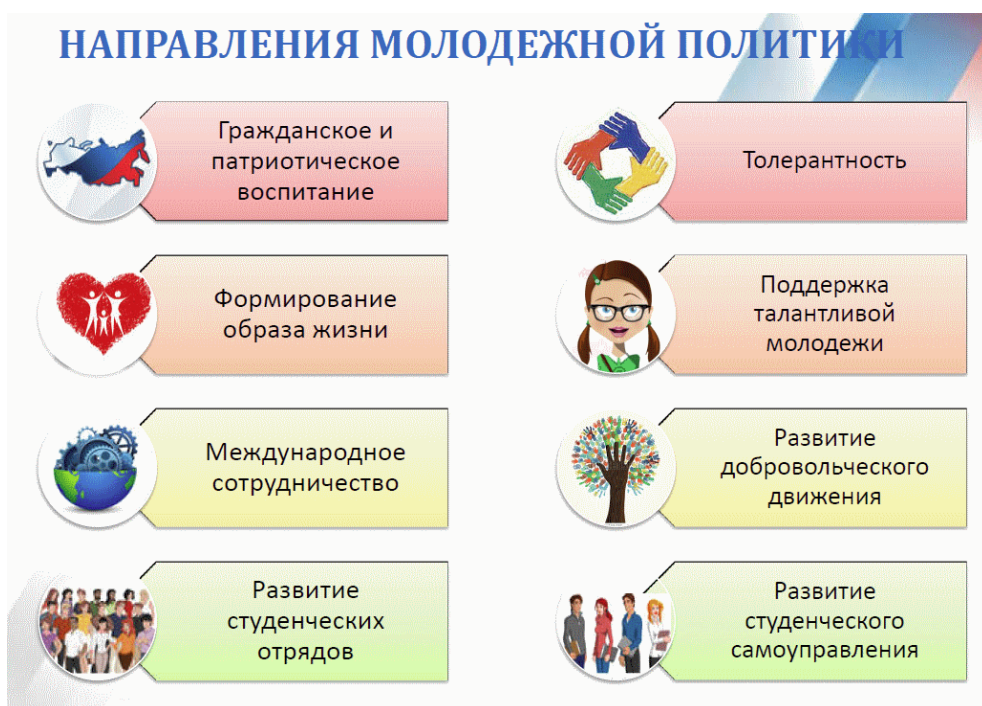 НАПРАВЛЕНИЯ МОЛОДЕЖНОЙ ПОЛИТИКИ
Гражданское и
патриотическое
воспитание
Толерантность
Формирование
образа жизни
Поддержка
талантливой
молодежи
Международное
сотрудничество
Развитие
добровольческого
движения
Развитие
студенческих
отрядов
Развитие
студенческого
самоуправления